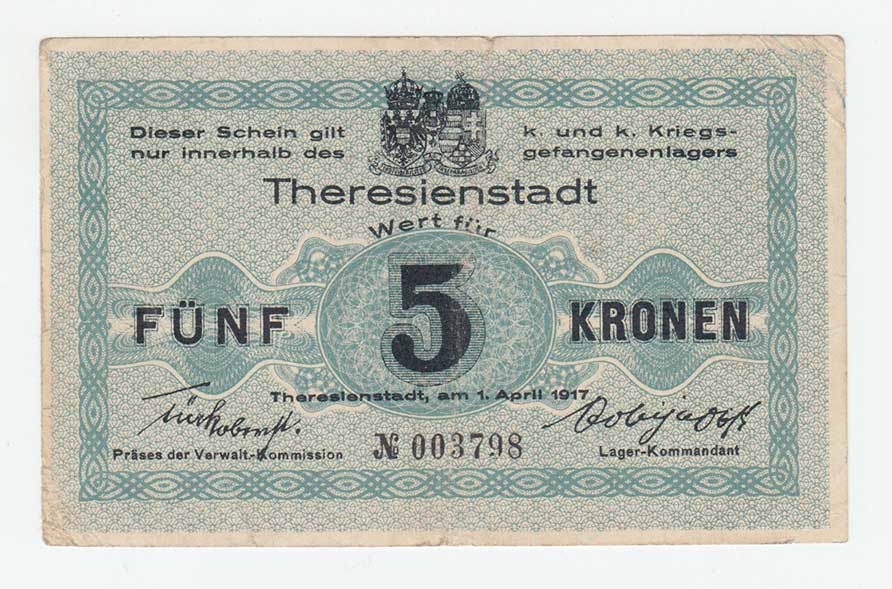 Dieser Schein gilt k. und k. Kriegs-
nur innerhalb des gefangenenlagers
Theresienstadt
Wert für
FÜNF 5 KRONEN
Theresienstadt, am 1. April 1917
Präses der Verwalt.-Kommission № 003798 Lager-Kommandant